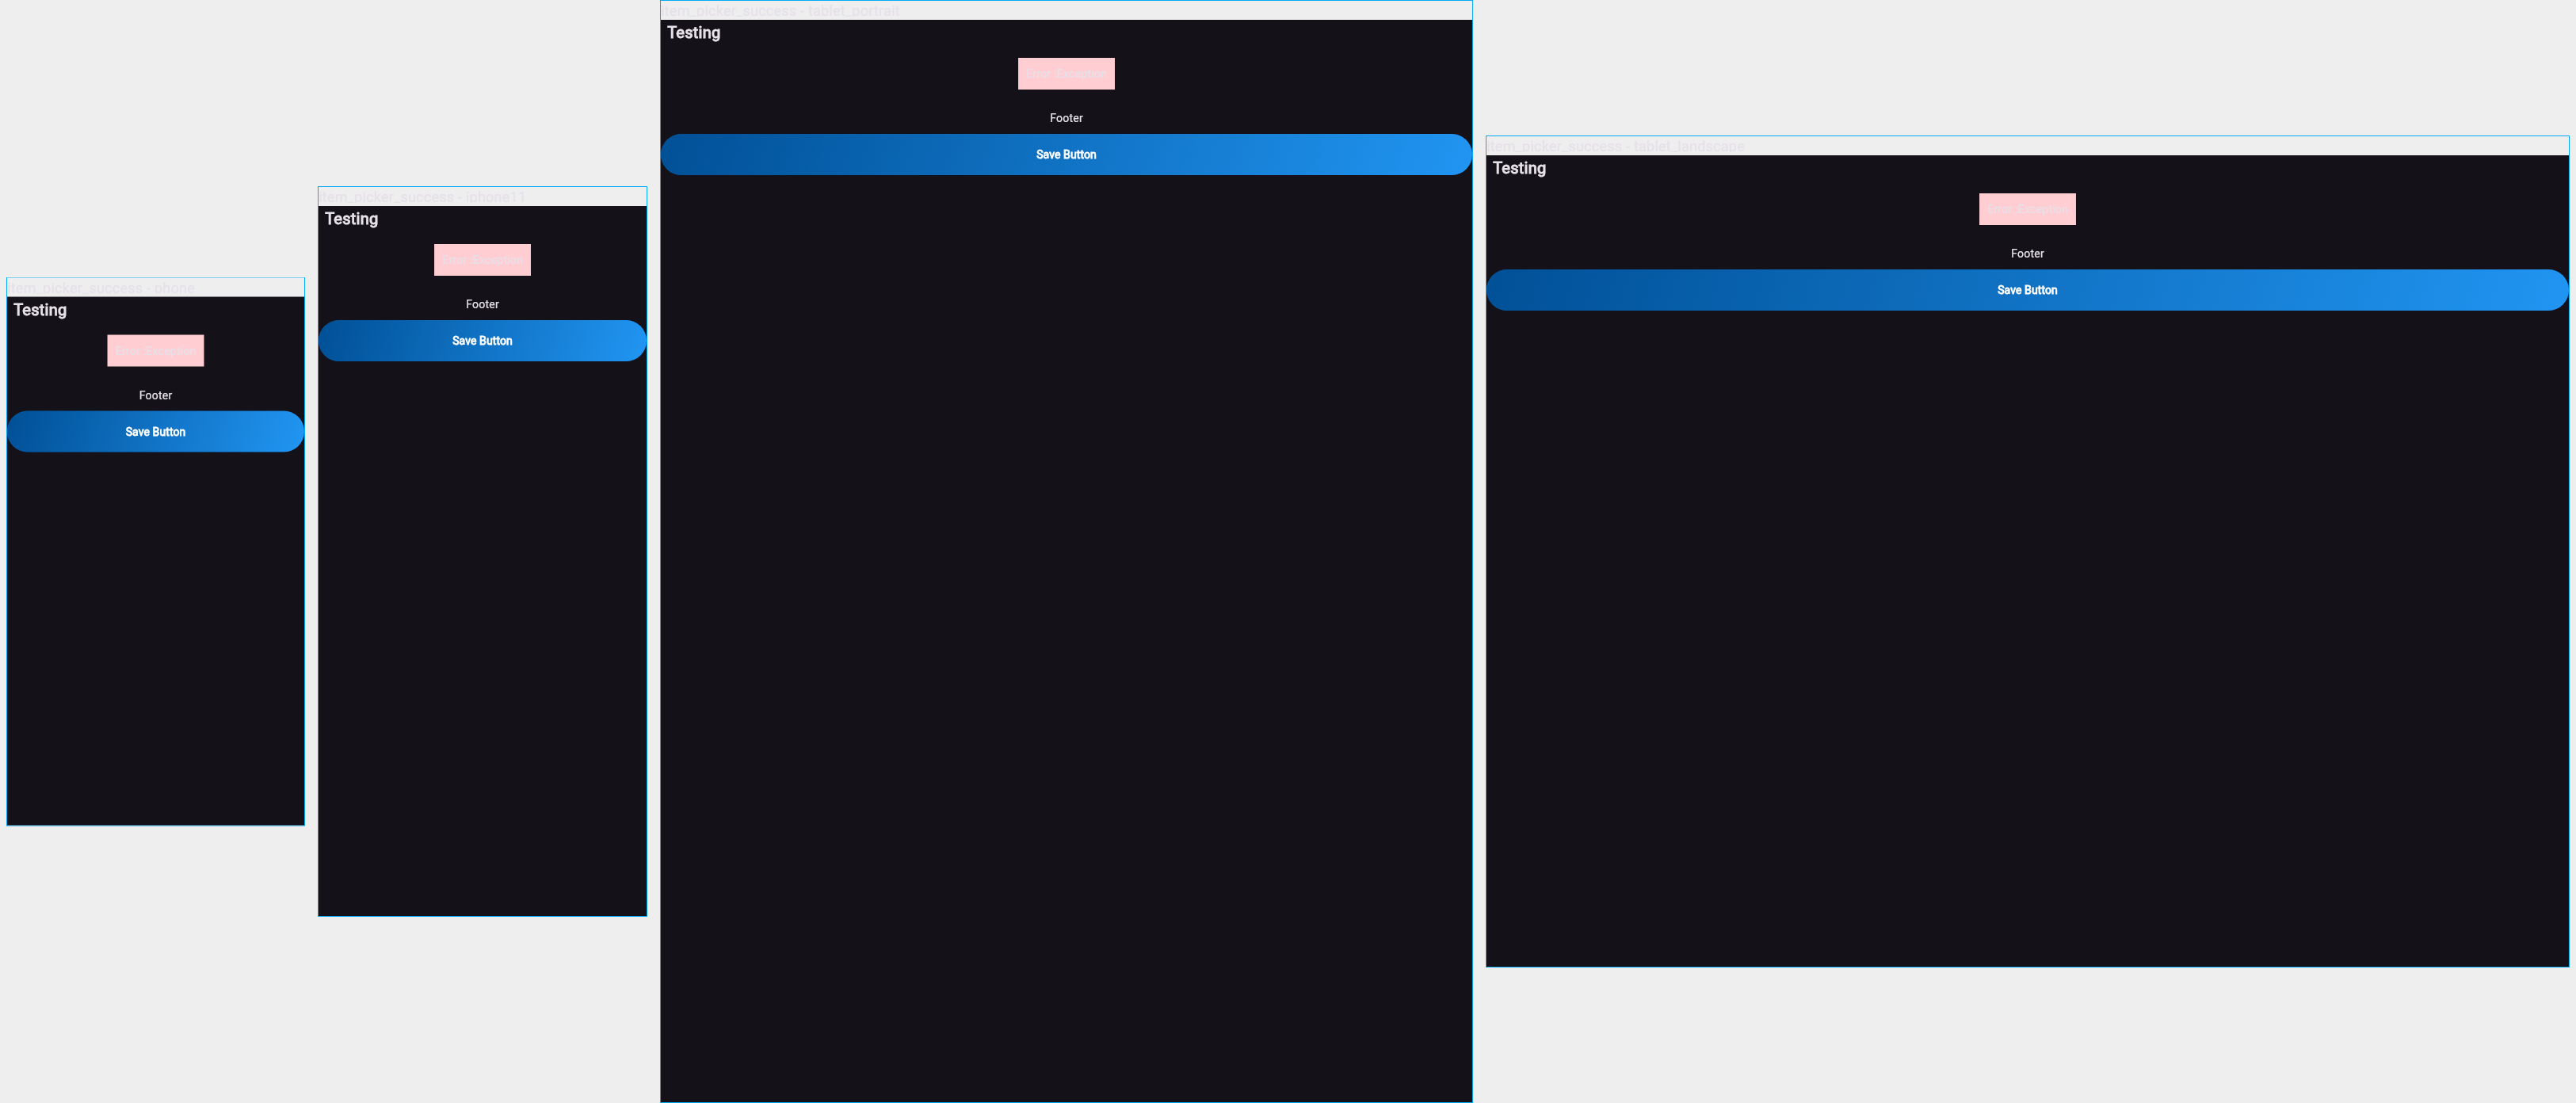 item_picker_success - phone
Testing
Error: Exception
Footer
Save Button
item_picker_success - iphone11
Testing
Error: Exception
Footer
Save Button
item_picker_success - tablet_portrait
Testing
Error: Exception
Footer
Save Button
item_picker_success - tablet_landscape
Testing
Error: Exception
Footer
Save Button